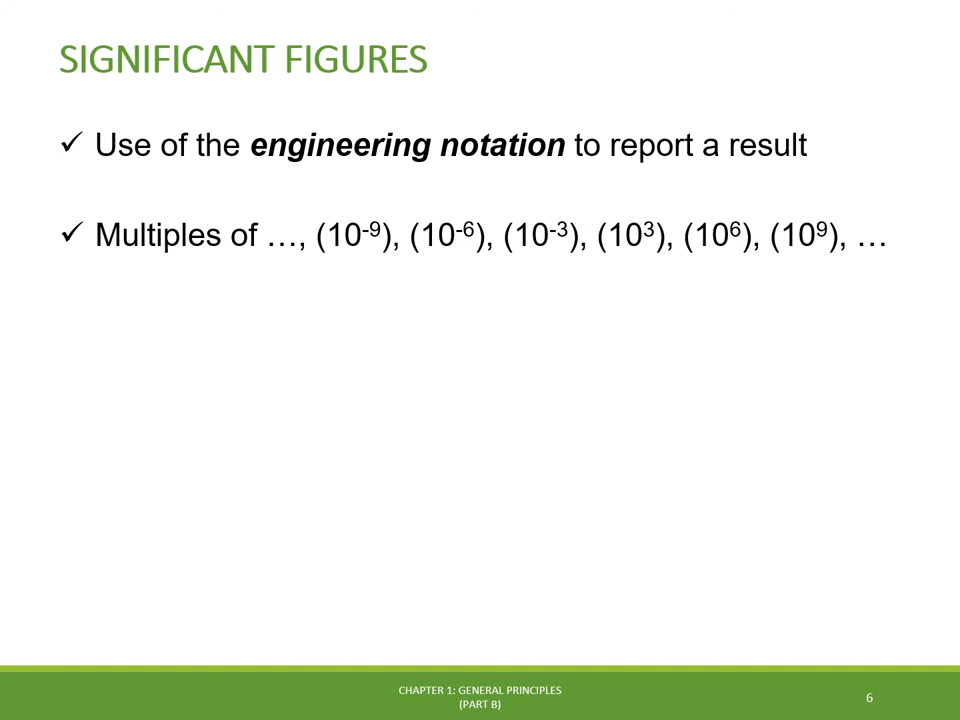 SIGNIFICANT FIGURES
✓ Use of the engineering notation to report a result
✓ Multiples of …, (10⁻⁹), (10⁻⁶), (10⁻³), (10³), (10⁶), (10⁹), …
CHAPTER 1: GENERAL PRINCIPLES
(PART B)
6